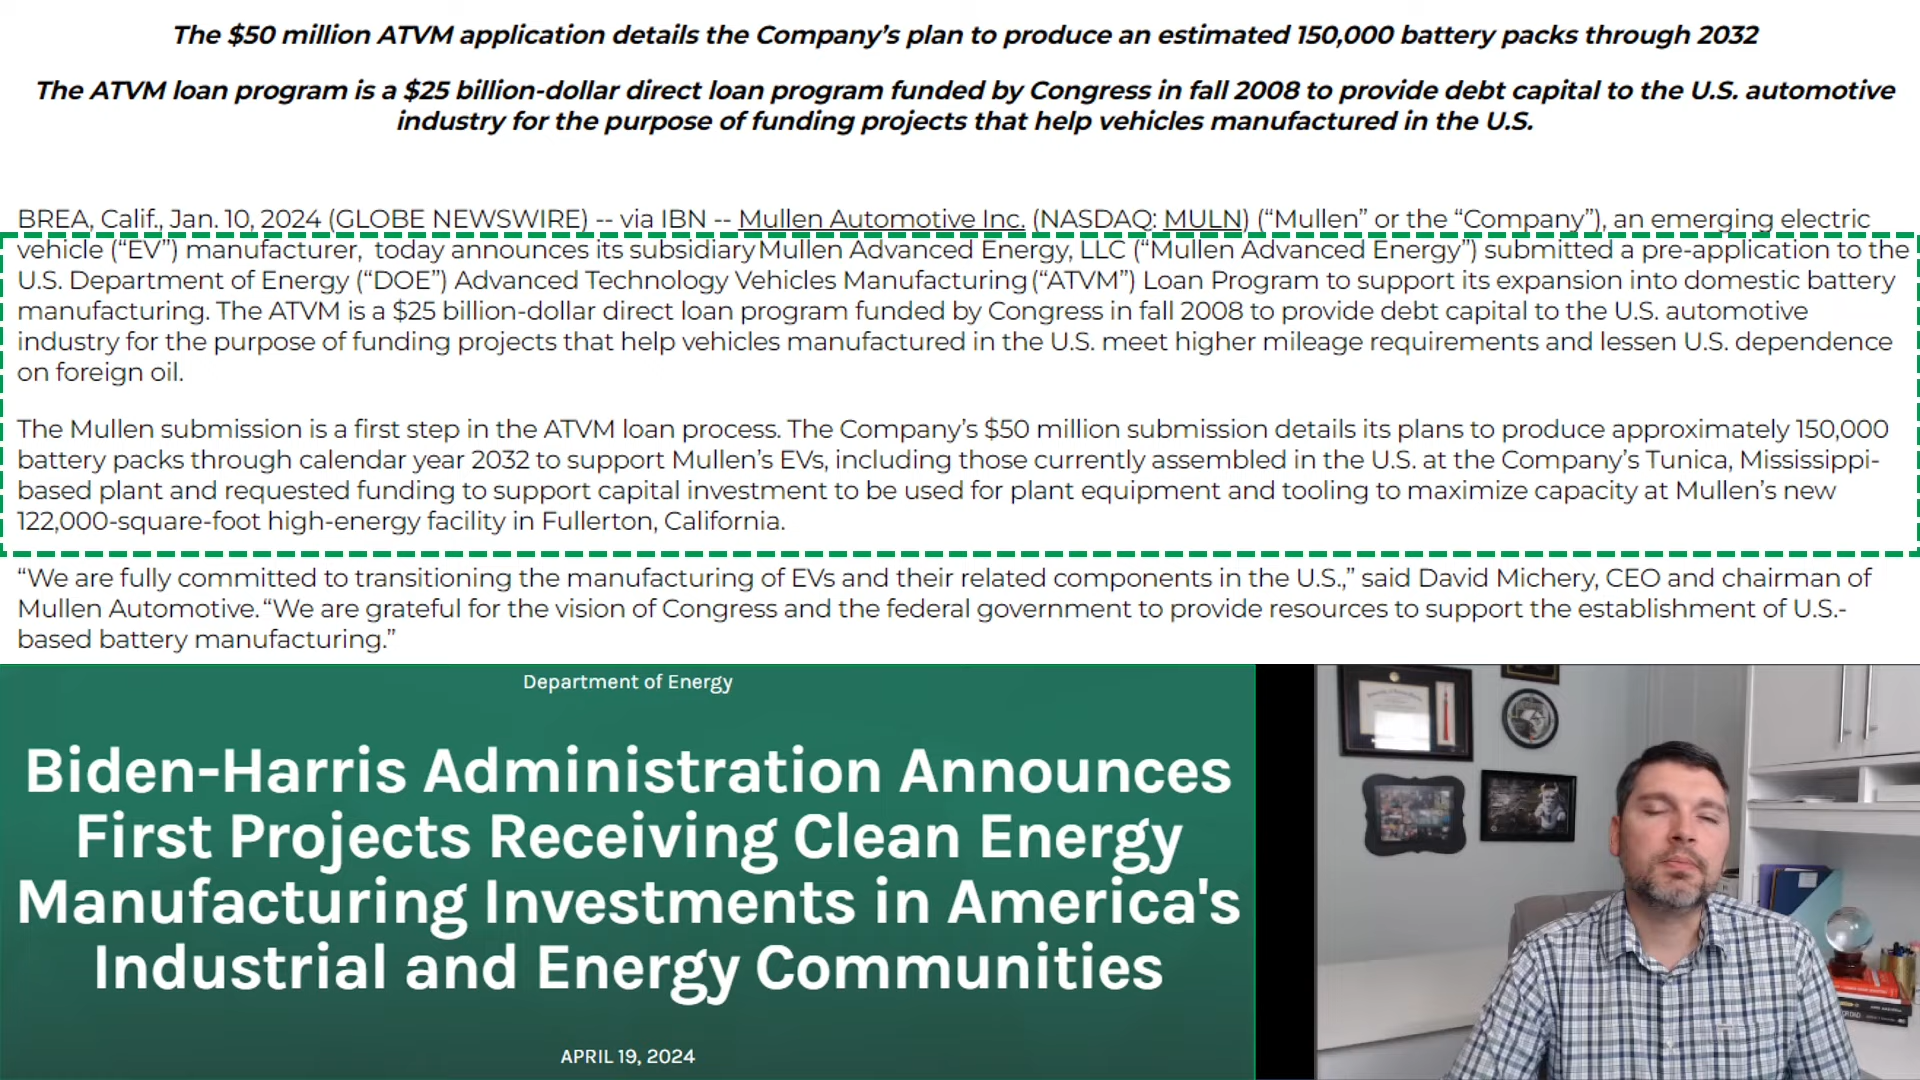 The $50 million ATVM application details the Company's plan to produce an estimated 150,000 battery packs through 2032
The ATVM loan program is a $25 billion-dollar direct loan program funded by Congress in fall 2008 to provide debt capital to the U.S. automotive
industry for the purpose of funding projects that help vehicles manufactured in the U.S.
BREA, Calif., Jan. 10, 2024 (GLOBE NEWSWIRE) -- via IBN -- Mullen Automotive Inc. (NASDAQ: MULN) (“Mullen” or the “Company”), an emerging electric
vehicle (“EV”) manufacturer, today announces its subsidiary Mullen Advanced Energy, LLC (“Mullen Advanced Energy”) submitted a pre-application to the
U.S. Department of Energy (“DOE”) Advanced Technology Vehicles Manufacturing (“ATVM”) Loan Program to support its expansion into domestic battery
manufacturing. The ATVM is a $25 billion-dollar direct loan program funded by Congress in fall 2008 to provide debt capital to the U.S. automotive
industry for the purpose of funding projects that help vehicles manufactured in the U.S. meet higher mileage requirements and lessen U.S. dependence
on foreign oil.
The Mullen submission is a first step in the ATVM loan process. The Company’s $50 million submission details its plans to produce approximately 150,000
battery packs through calendar year 2032 to support Mullen’s EVs, including those currently assembled in the U.S. at the Company’s Tunica, Mississippi-
based plant and requested funding to support capital investment to be used for plant equipment and tooling to maximize capacity at Mullen’s new
122,000-square-foot high-energy facility in Fullerton, California.
“We are fully committed to transitioning the manufacturing of EVs and their related components in the U.S.,” said David Michery, CEO and chairman of
Mullen Automotive. “We are grateful for the vision of Congress and the federal government to provide resources to support the establishment of U.S.-
based battery manufacturing.”
Department of Energy
Biden-Harris Administration Announces
First Projects Receiving Clean Energy
Manufacturing Investments in America's
Industrial and Energy Communities
APRIL 19, 2024